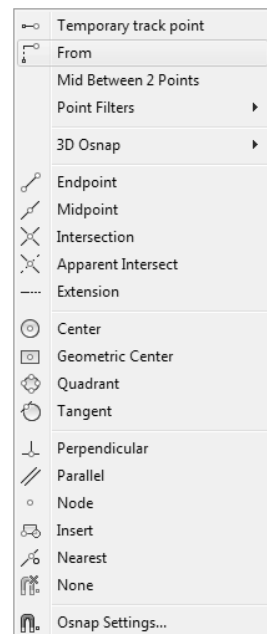 Temporary track point
From
Mid Between 2 Points
Point Filters
3D Osnap
Endpoint
Midpoint
Intersection
Apparent Intersect
Extension
Center
Geometric Center
Quadrant
Tangent
Perpendicular
Parallel
Node
Insert
Nearest
None
Osnap Settings...